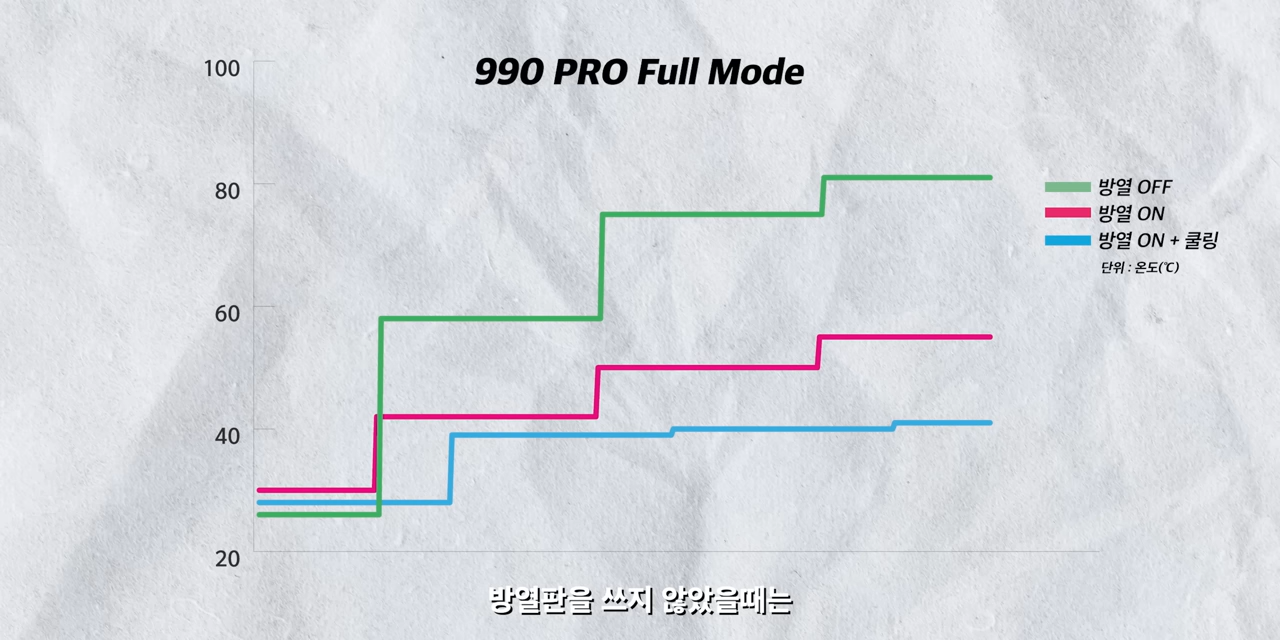 990 PRO Full Mode
100
80
60
40
20
방열 OFF
방열 ON
방열 ON + 쿨링
단위 : 온도(℃)
방열판을 쓰지 않았을때는